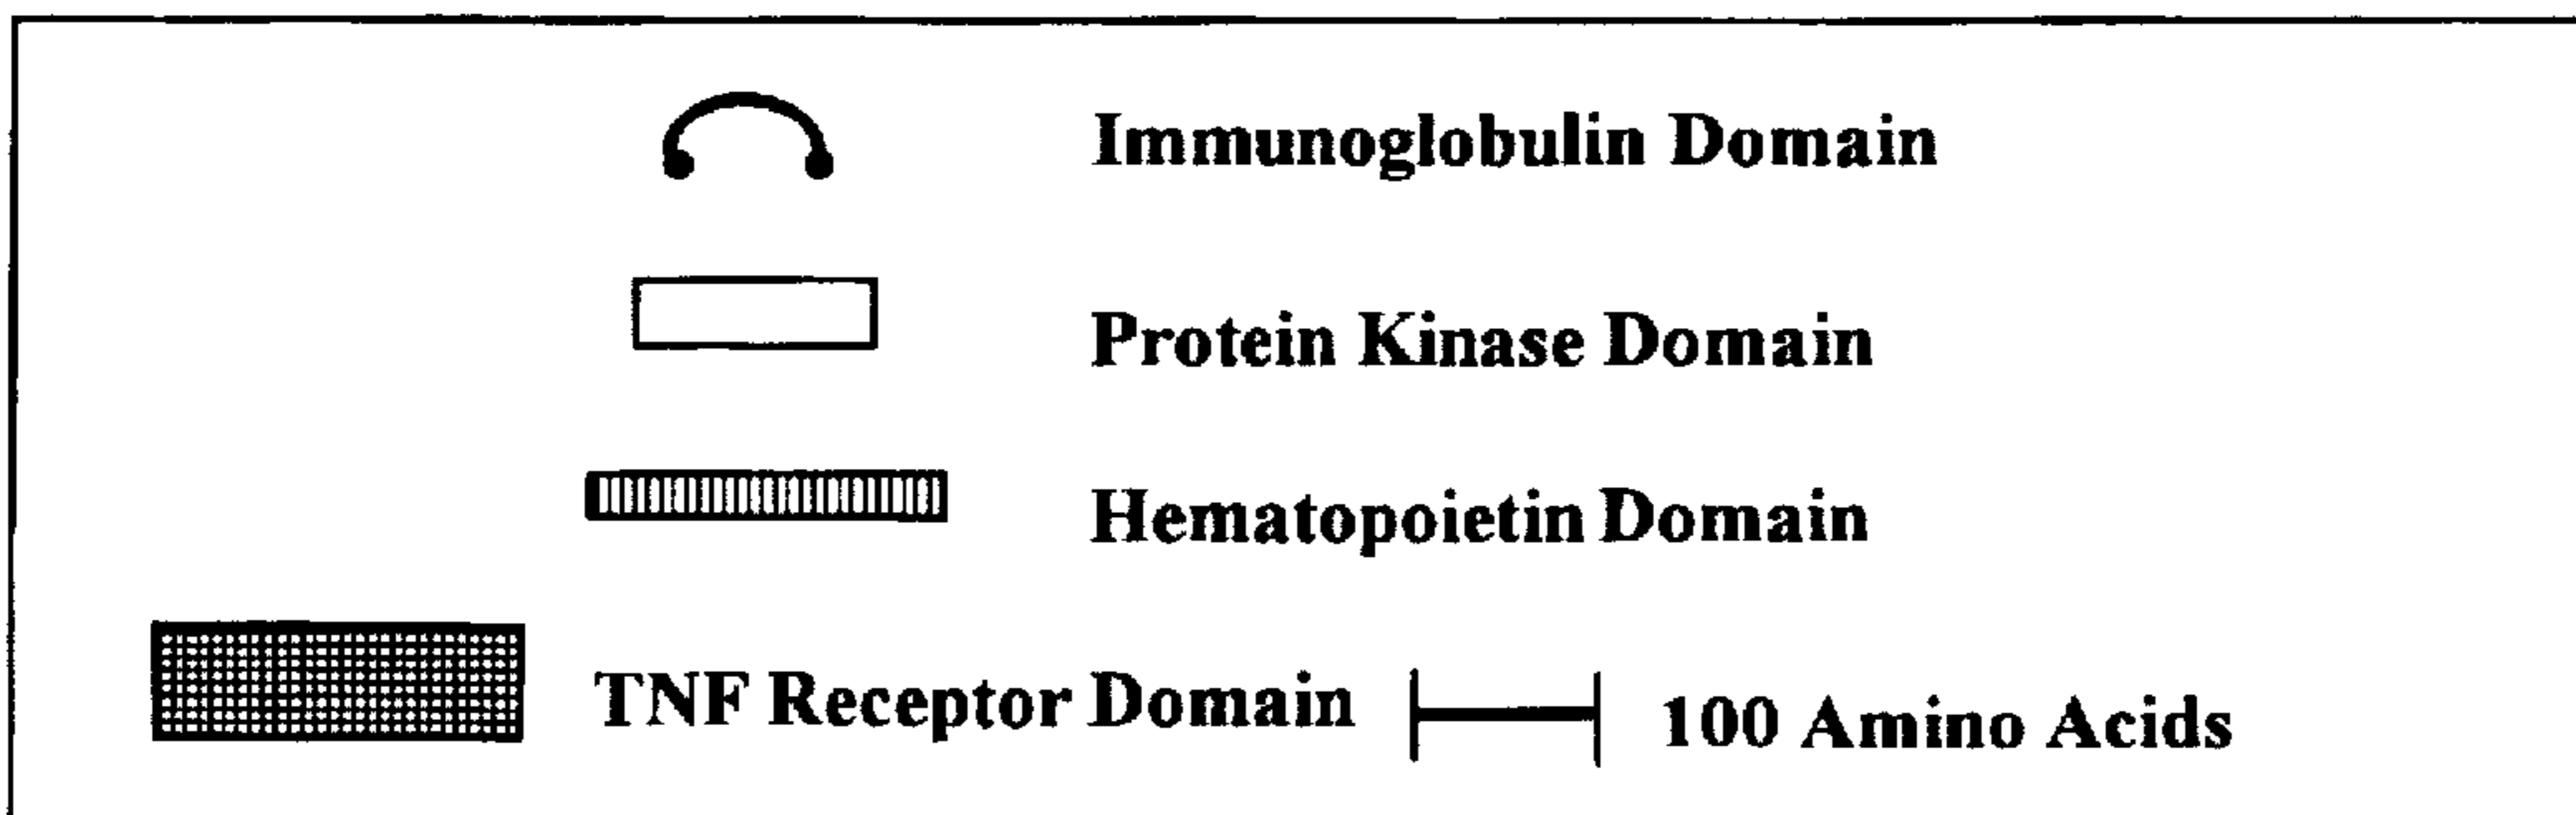 Immunoglobulin Domain
Protein Kinase Domain
Hematopoietin Domain
TNF Receptor Domain 100 Amino Acids